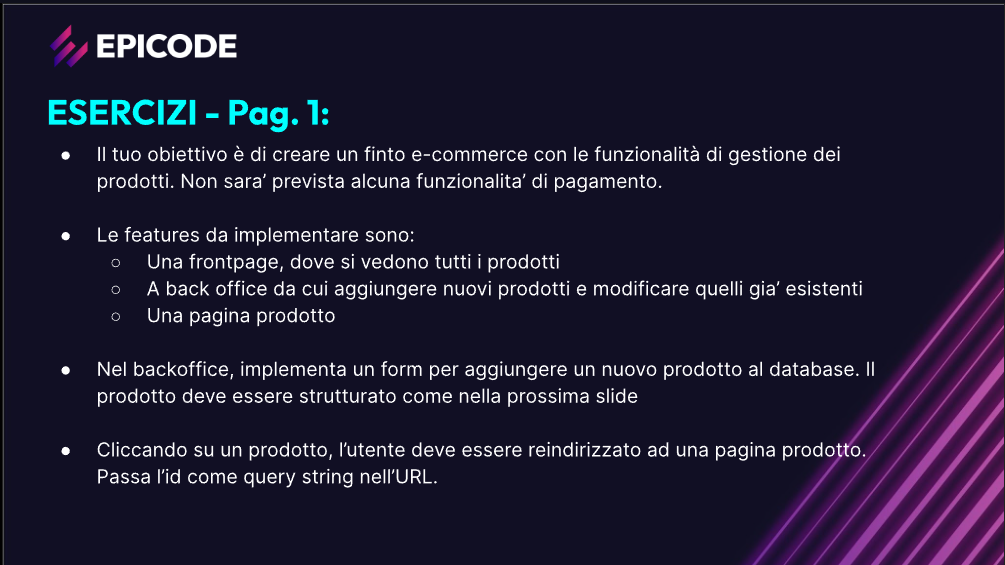 EPICODE
ESERCIZI - Pag. 1:
● Il tuo obiettivo è di creare un finto e-commerce con le funzionalità di gestione dei
prodotti. Non sara’ prevista alcuna funzionalita’ di pagamento.
● Le features da implementare sono:
○ Una frontpage, dove si vedono tutti i prodotti
○ A back office da cui aggiungere nuovi prodotti e modificare quelli gia’ esistenti
○ Una pagina prodotto
● Nel backoffice, implementa un form per aggiungere un nuovo prodotto al database. Il
prodotto deve essere strutturato come nella prossima slide
● Cliccando su un prodotto, l’utente deve essere reindirizzato ad una pagina prodotto.
Passa l’id come query string nell’URL.